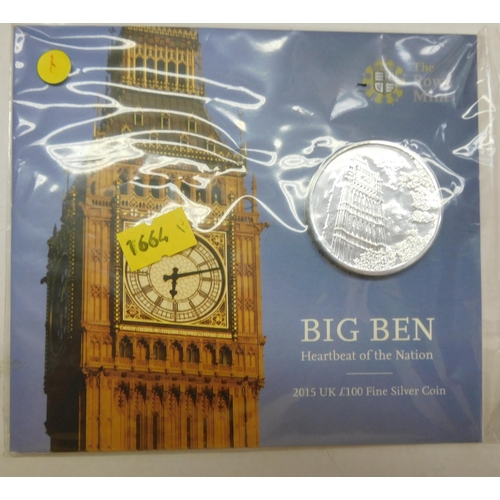 The
Royal
Mint
1664
BIG BEN
Heartbeat of the Nation
2015 UK £100 Fine Silver Coin